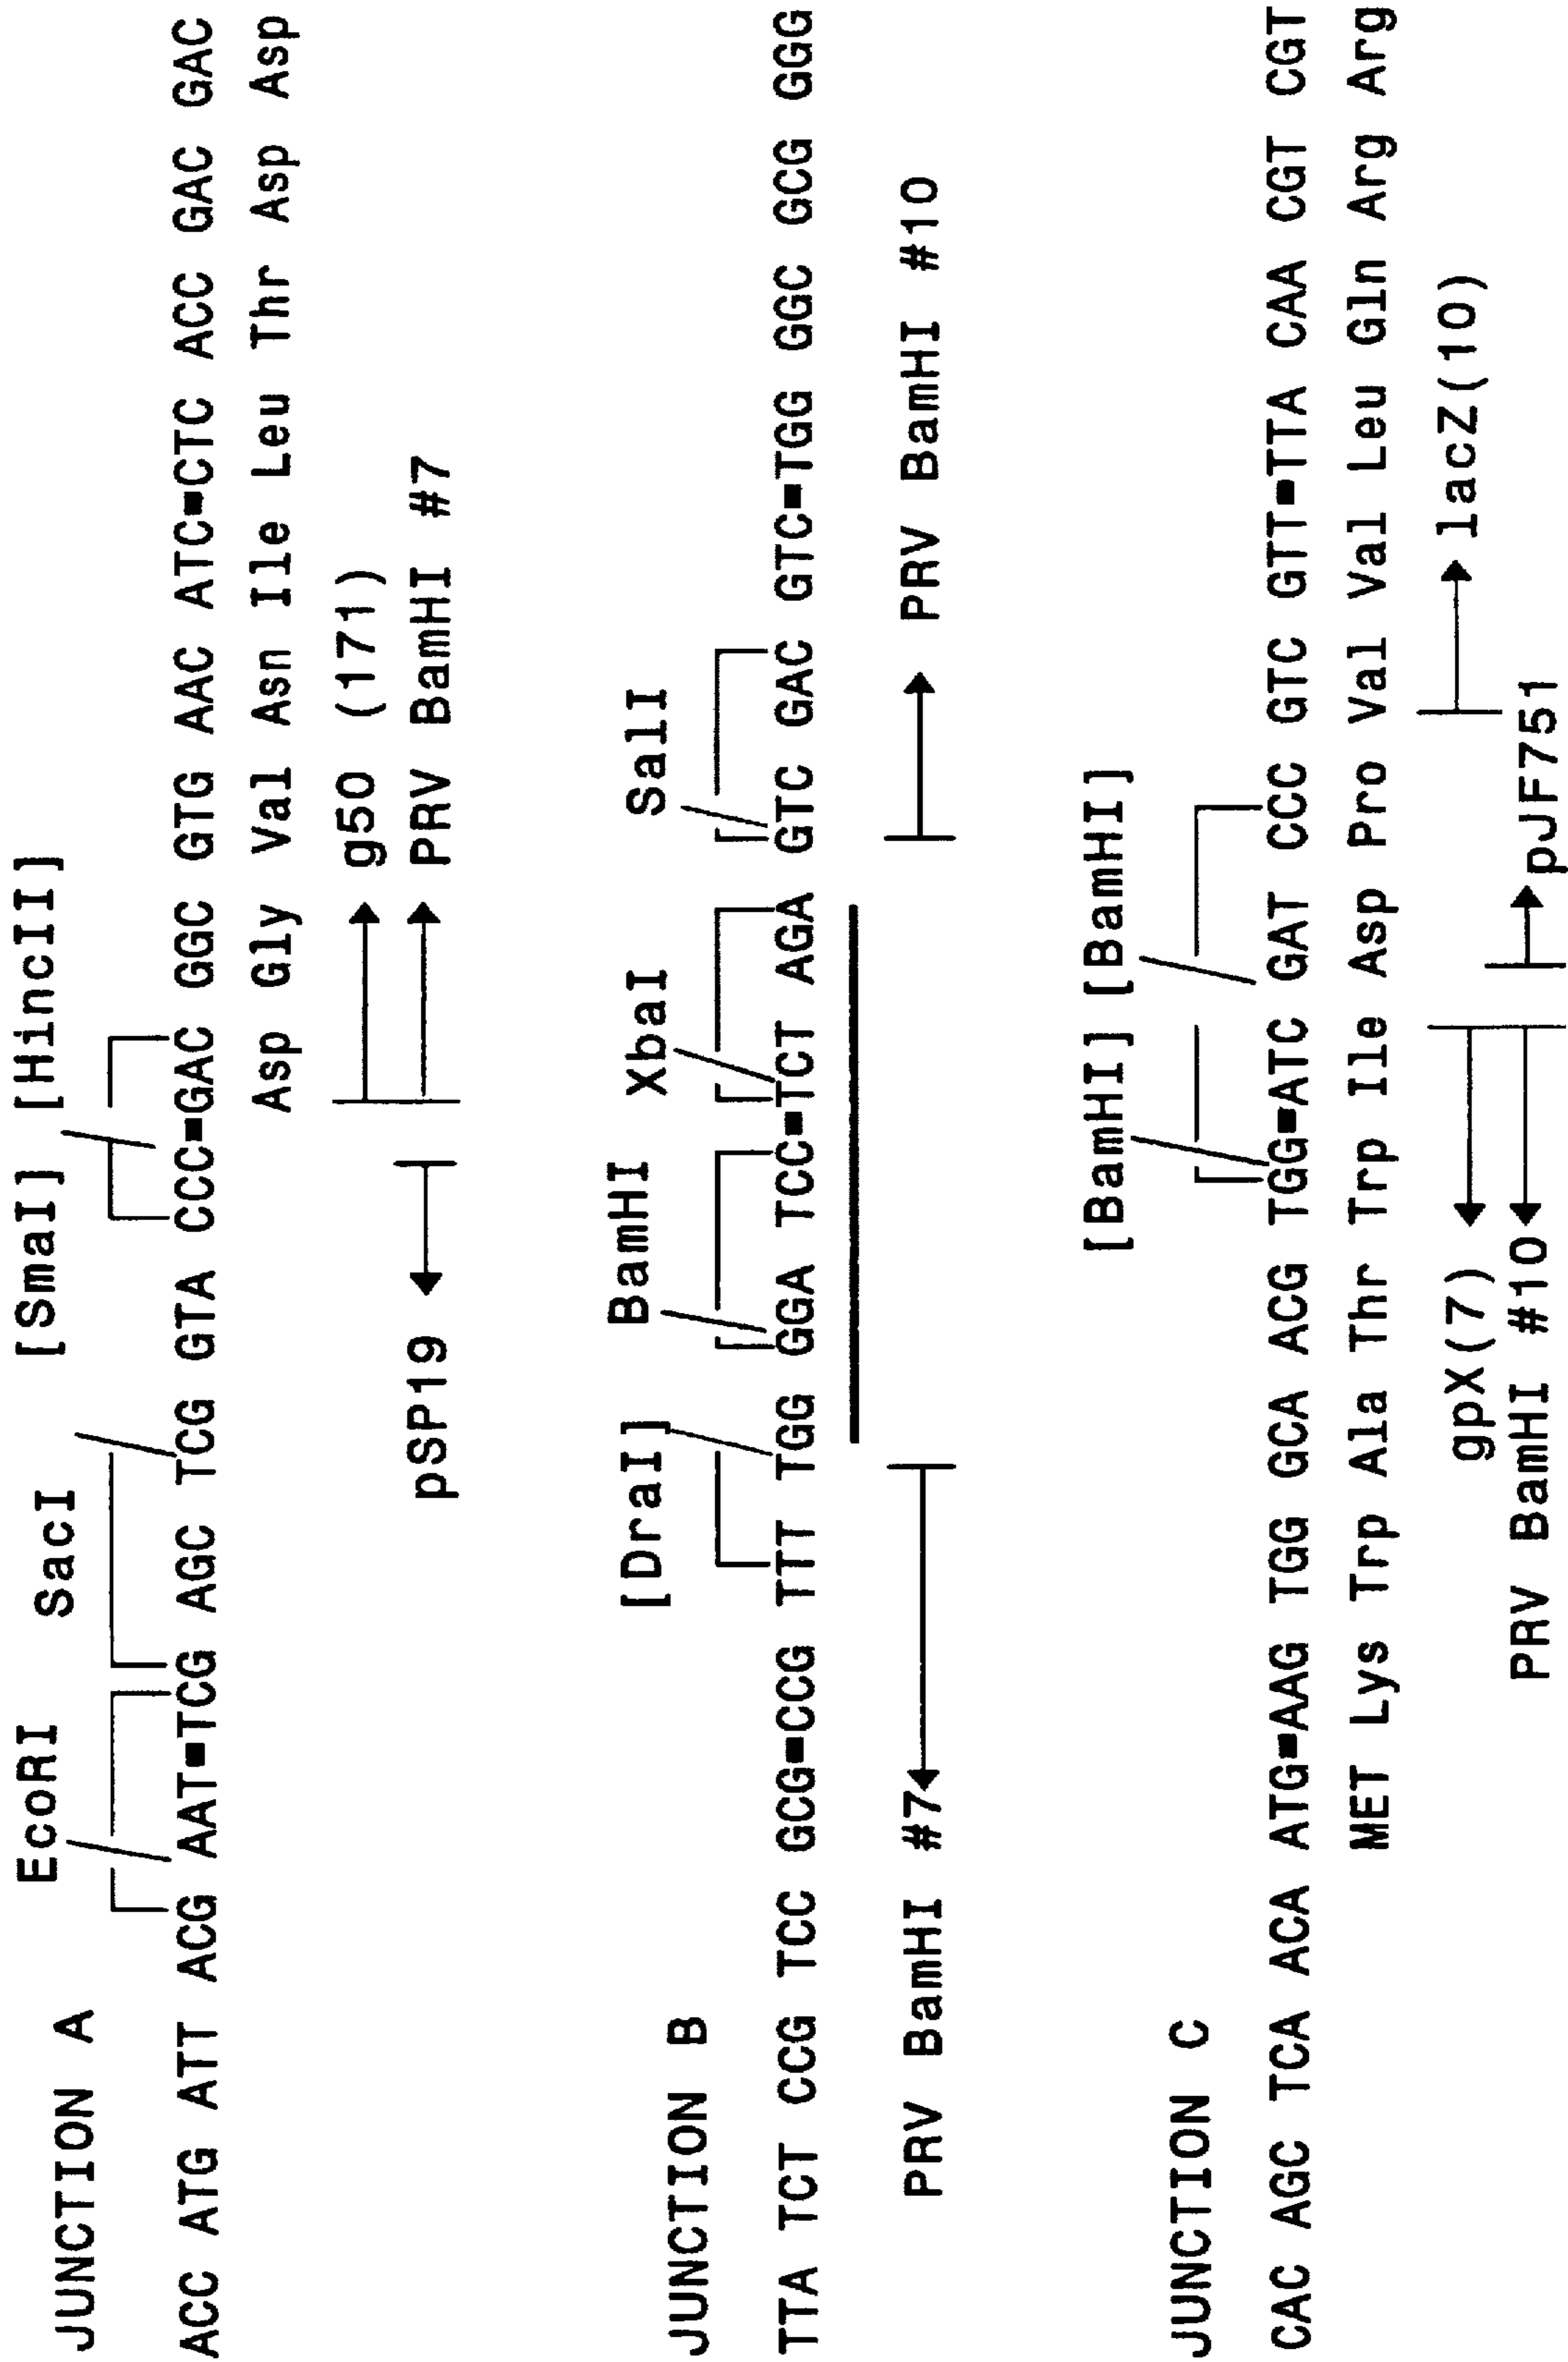 JUNCTION A
EcoRI SacI [SmaI] [HincII]
ACC ATG ATT ACG AAT▪TCG AGC TCG GTA CCC▪GAC GGC GTG AAC ATC▪CTC ACC GAC GAC
Asp Gly Val Asn Ile Leu Thr Asp Asp
g50 (171)
pSP19 PRV BamHI #7
JUNCTION B
[DraI] BamHI XbaI SalI
TTA TCT CCG TCC GCG▪CCG TTT TGG GGA TCC▪TCT AGA GTC GAC GTC▪TGG GGC GCG GGG
PRV BamHI #7 PRV BamHI #10
JUNCTION C
[BamHI] [BamHI]
CAC AGC TCA ACA ATG▪AAG TGG GCA ACG TGG▪ATC GAT CCC GTC GTT▪TTA CAA CGT CGT
MET Lys Trp Ala Thr Trp Ile Asp Pro Val Val Leu Gln Arg Arg
gpX(7) lacZ(10)
PRV BamHI #10 pJF751